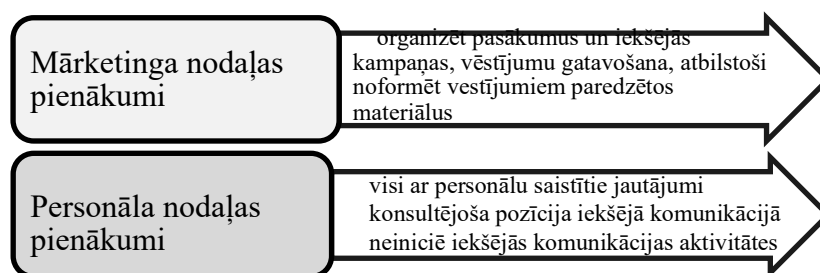 Mārketinga nodaļas
pienākumi
organizēt pasākumus un iekšējās
kampaņas, vēstījumu gatavošana, atbilstoši
noformēt vestījumiem paredzētos
materiālus
Personāla nodaļas
pienākumi
visi ar personālu saistītie jautājumi
konsultējoša pozīcija iekšējā komunikācijā
neiniciē iekšējās komunikācijas aktivitātes